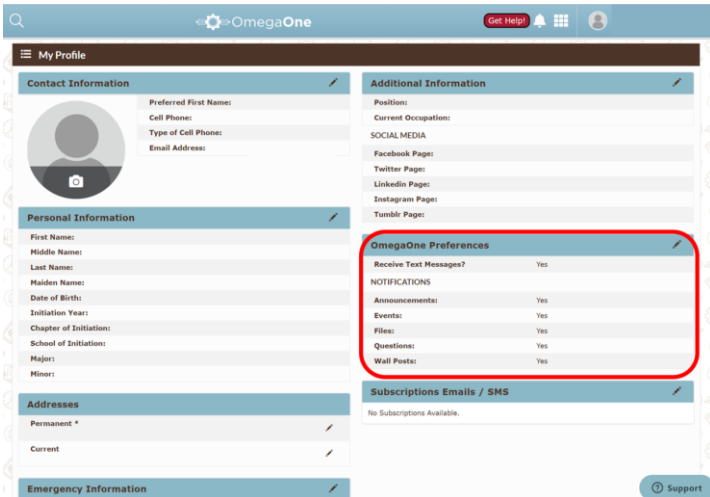 OmegaOne
Get Help!
My Profile
Contact Information
Preferred First Name:
Cell Phone:
Type of Cell Phone:
Email Address:
Personal Information
First Name:
Middle Name:
Last Name:
Maiden Name:
Date of Birth:
Initiation Year:
Chapter of Initiation:
School of Initiation:
Major:
Minor:
Addresses
Permanent *
Current
Emergency Information
Additional Information
Position:
Current Occupation:
SOCIAL MEDIA
Facebook Page:
Twitter Page:
Linkedin Page:
Instagram Page:
Tumblr Page:
OmegaOne Preferences
Receive Text Messages? Yes
NOTIFICATIONS
Announcements: Yes
Events: Yes
Files: Yes
Questions: Yes
Wall Posts: Yes
Subscriptions Emails / SMS
No Subscriptions Available.
Support